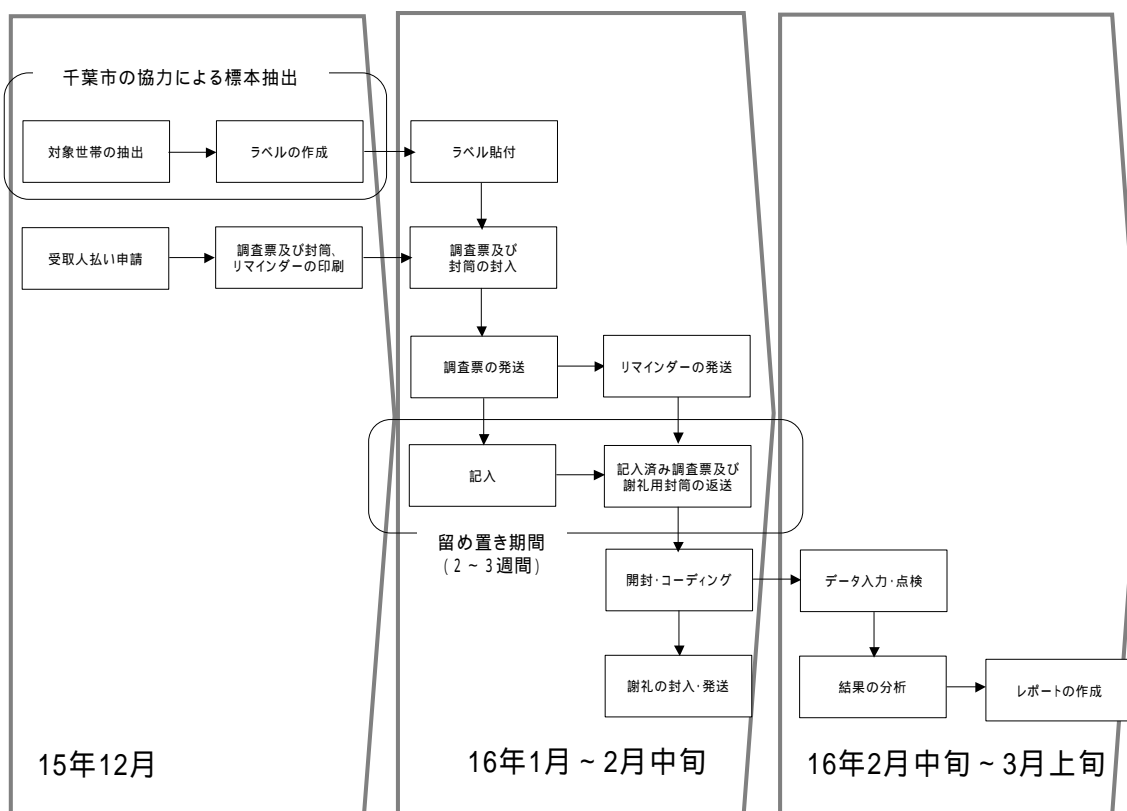 千葉市の協力による標本抽出
対象世帯の抽出
ラベルの作成
ラベル貼付
受取人払い申請
調査票及び封筒、
リマインダーの印刷
調査票及び
封筒の封入
調査票の発送
リマインダーの発送
記入
記入済み調査票及び
謝礼用封筒の返送
留め置き期間
(2~3週間)
開封・コーディング
データ入力・点検
謝礼の封入・発送
結果の分析
レポートの作成
15年12月
16年1月~2月中旬
16年2月中旬~3月上旬